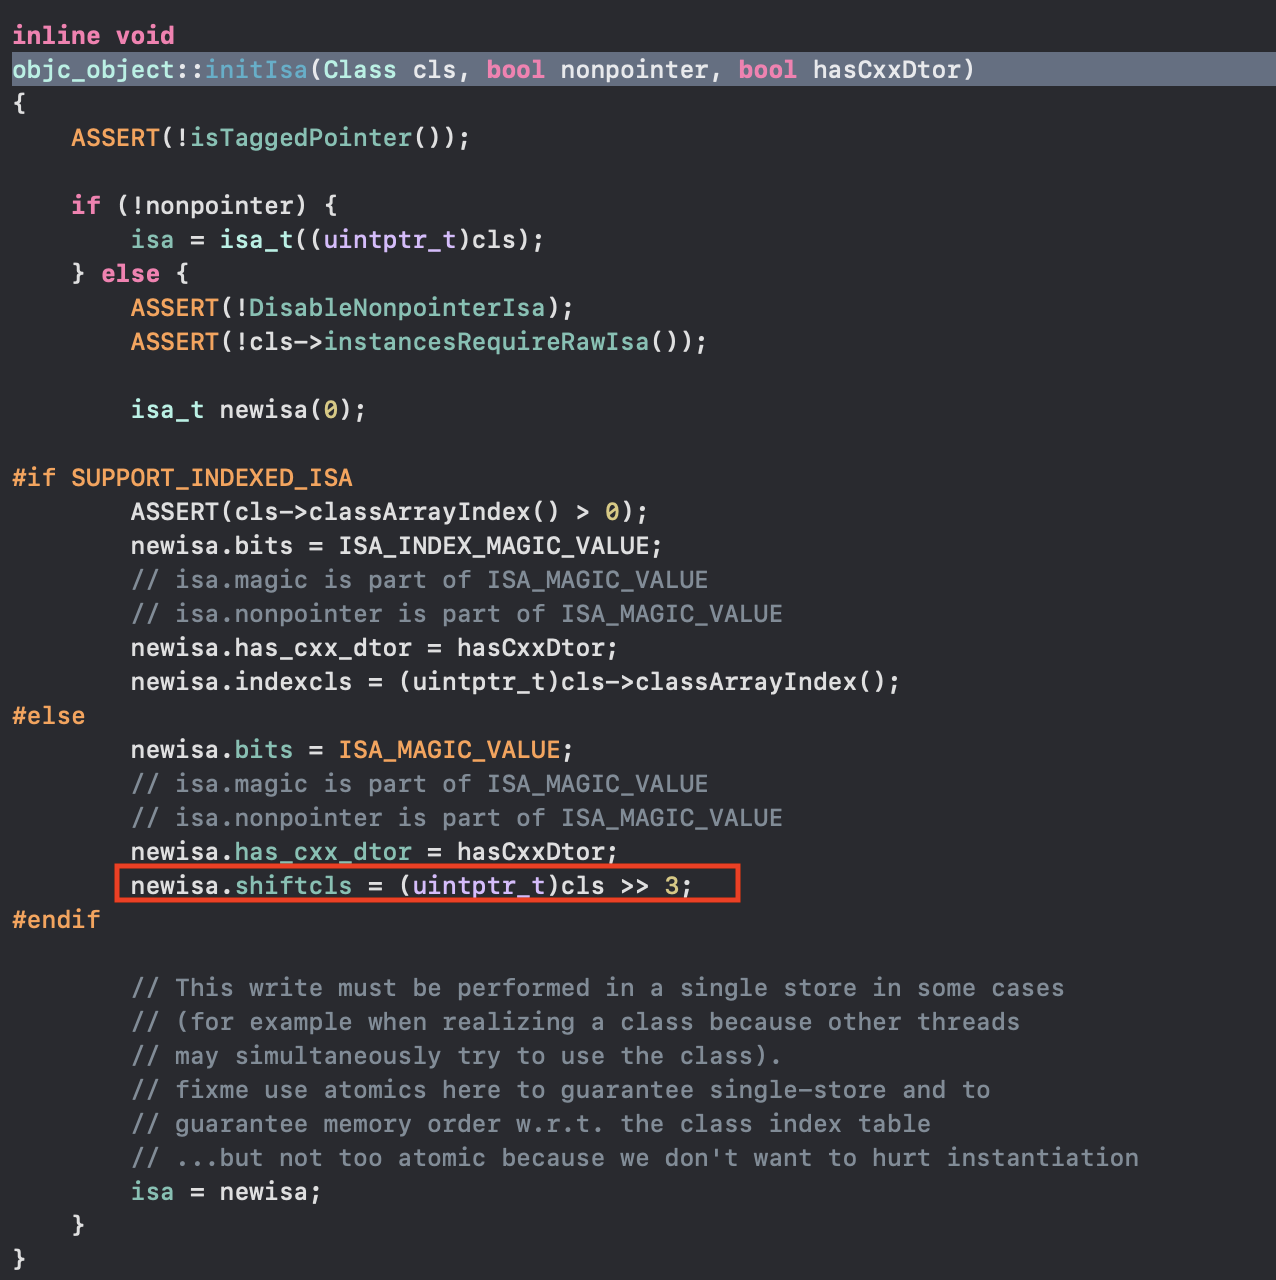 inline void
objc_object::initIsa(Class cls, bool nonpointer, bool hasCxxDtor)
{
    ASSERT(!isTaggedPointer());

    if (!nonpointer) {
        isa = isa_t((uintptr_t)cls);
    } else {
        ASSERT(!DisableNonpointerIsa);
        ASSERT(!cls->instancesRequireRawIsa());

        isa_t newisa(0);

#if SUPPORT_INDEXED_ISA
        ASSERT(cls->classArrayIndex() > 0);
        newisa.bits = ISA_INDEX_MAGIC_VALUE;
        // isa.magic is part of ISA_MAGIC_VALUE
        // isa.nonpointer is part of ISA_MAGIC_VALUE
        newisa.has_cxx_dtor = hasCxxDtor;
        newisa.indexcls = (uintptr_t)cls->classArrayIndex();
#else
        newisa.bits = ISA_MAGIC_VALUE;
        // isa.magic is part of ISA_MAGIC_VALUE
        // isa.nonpointer is part of ISA_MAGIC_VALUE
        newisa.has_cxx_dtor = hasCxxDtor;
        newisa.shiftcls = (uintptr_t)cls >> 3;
#endif

        // This write must be performed in a single store in some cases
        // (for example when realizing a class because other threads
        // may simultaneously try to use the class).
        // fixme use atomics here to guarantee single-store and to
        // guarantee memory order w.r.t. the class index table
        // ...but not too atomic because we don't want to hurt instantiation
        isa = newisa;
    }
}